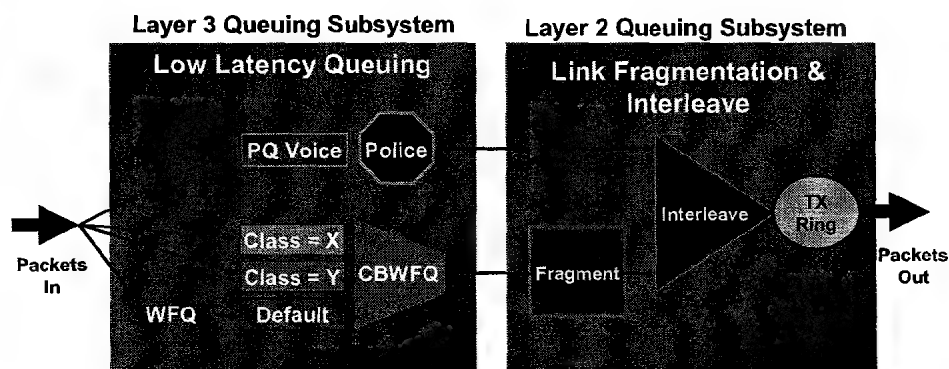 Layer 3 Queuing Subsystem
Layer 2 Queuing Subsystem
Low Latency Queuing
Link Fragmentation &
Interleave
PQ Voice
Police
Class = X
Class = Y
CBWFQ
WFQ
Default
Packets
In
Fragment
Interleave
TX
Ring
Packets
Out